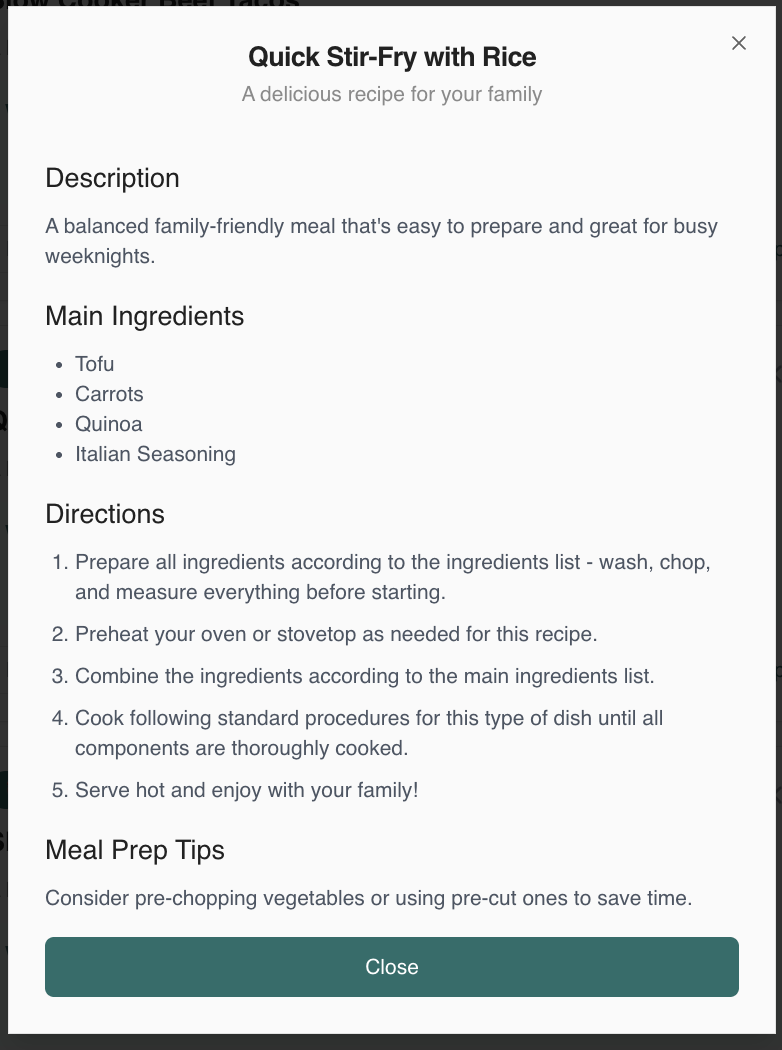 Slow Cooker Beef Tacos
Quick Stir-Fry with Rice
A delicious recipe for your family
Description
A balanced family-friendly meal that's easy to prepare and great for busy
weeknights.
Main Ingredients
• Tofu
• Carrots
• Quinoa
• Italian Seasoning
Directions
1. Prepare all ingredients according to the ingredients list - wash, chop,
and measure everything before starting.
2. Preheat your oven or stovetop as needed for this recipe.
3. Combine the ingredients according to the main ingredients list.
4. Cook following standard procedures for this type of dish until all
components are thoroughly cooked.
5. Serve hot and enjoy with your family!
Meal Prep Tips
Consider pre-chopping vegetables or using pre-cut ones to save time.
Close